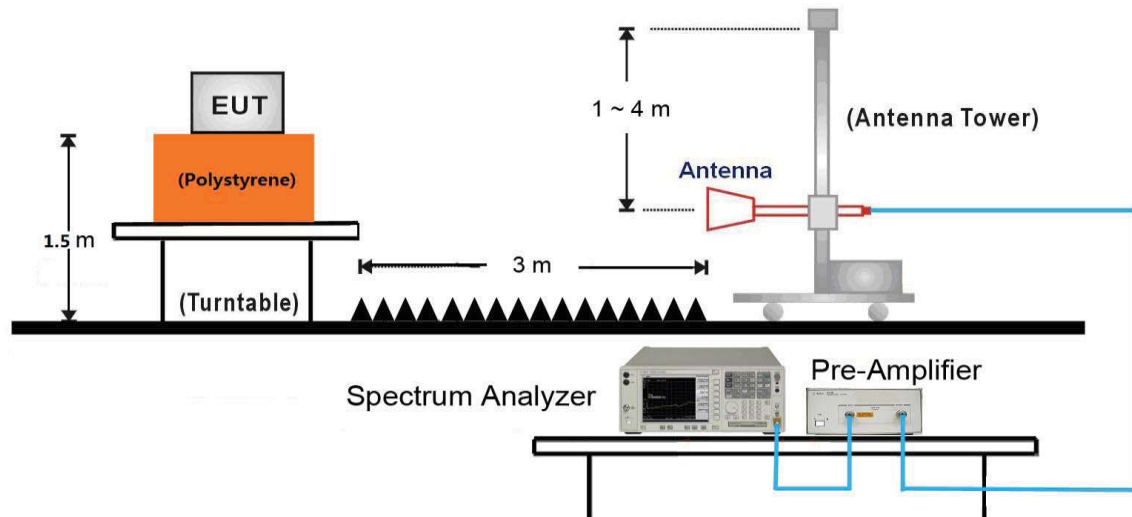 EUT
(Polystyrene)
1.5 m
(Turntable)
3 m
1 ~ 4 m
Antenna
(Antenna Tower)
Spectrum Analyzer
Pre-Amplifier